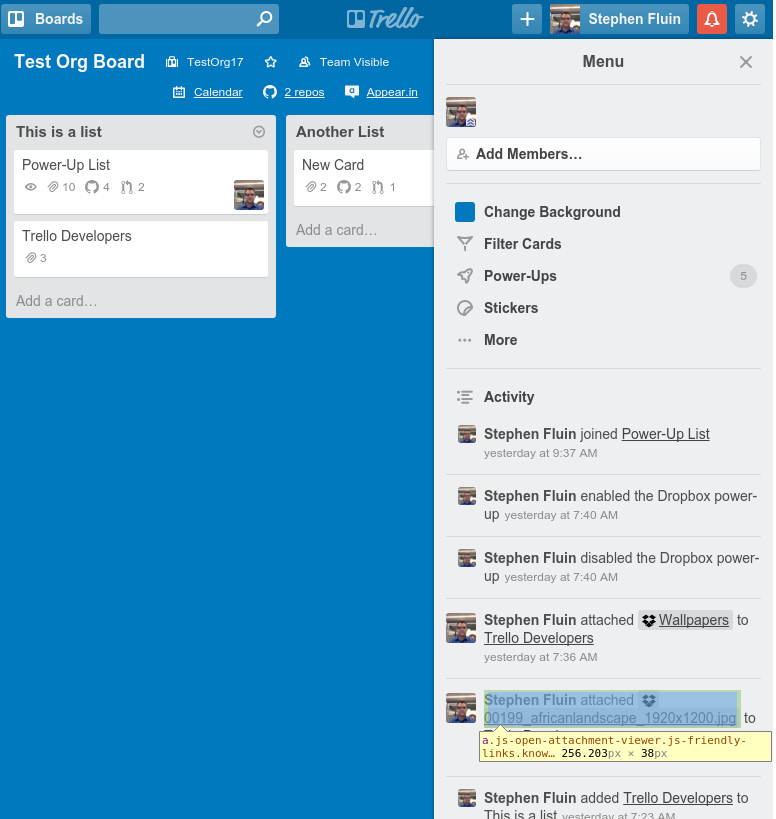 Boards
Trello
Stephen Fluin
Test Org Board
TestOrg17
Team Visible
Calendar
2 repos
Appear.in
This is a list
Power-Up List
10 4 2
Trello Developers
3
Add a card…
Another List
New Card
2 2 1
Add a card…
Menu
Add Members…
Change Background
Filter Cards
Power-Ups 5
Stickers
More
Activity
Stephen Fluin joined Power-Up List
yesterday at 9:37 AM
Stephen Fluin enabled the Dropbox power-
up yesterday at 7:40 AM
Stephen Fluin disabled the Dropbox power-
up yesterday at 7:40 AM
Stephen Fluin attached Wallpapers to
Trello Developers
yesterday at 7:36 AM
Stephen Fluin attached
00199_africanlandscape_1920x1200.jpg to
a.js-open-attachment-viewer.js-friendly-
links.know… 256.203px × 38px
Stephen Fluin added Trello Developers to
This is a list yesterday at 7:23 AM